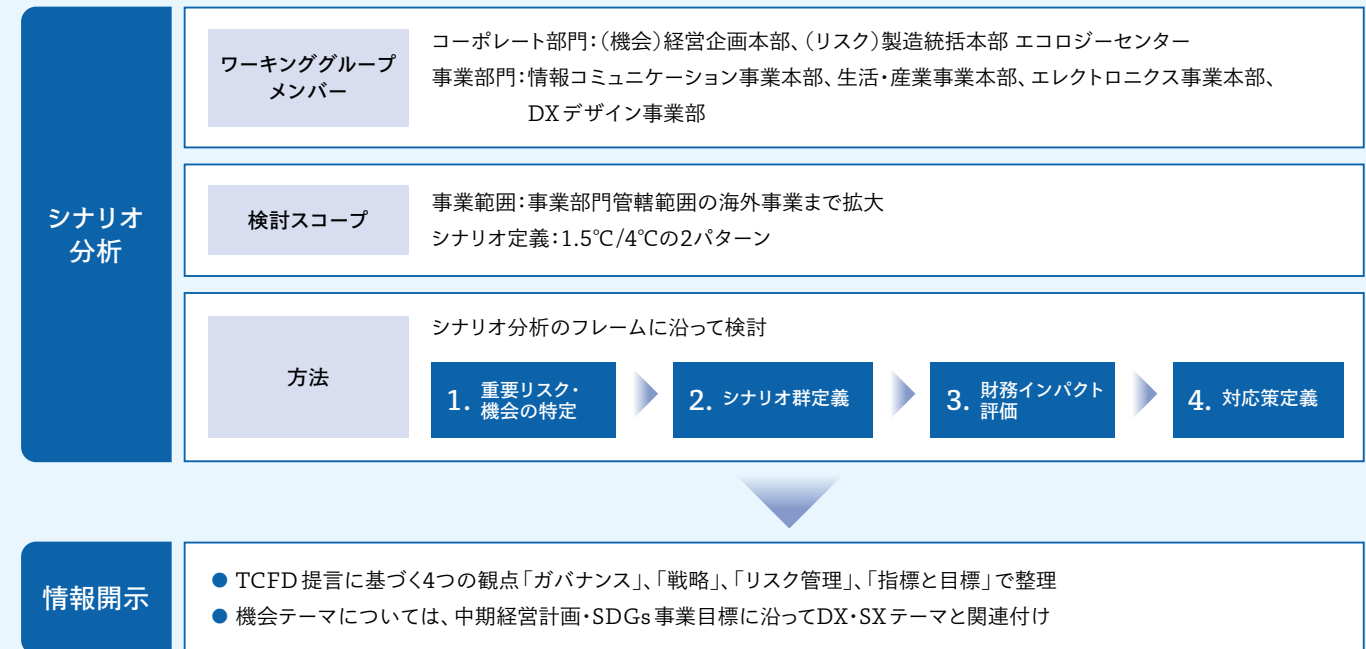 シナリオ
分析
ワーキンググループ
メンバー
コーポレート部門：（機会）経営企画本部、（リスク）製造統括本部 エコロジーセンター
事業部門：情報コミュニケーション事業本部、生活・産業事業本部、エレクトロニクス事業本部、
DXデザイン事業部
検討スコープ
事業範囲：事業部門管轄範囲の海外事業まで拡大
シナリオ定義：1.5℃/4℃の2パターン
方法
シナリオ分析のフレームに沿って検討
1. 重要リスク・
機会の特定
2. シナリオ群定義
3. 財務インパクト
評価
4. 対応策定義
情報開示
● TCFD提言に基づく4つの観点「ガバナンス」、「戦略」、「リスク管理」、「指標と目標」で整理
● 機会テーマについては、中期経営計画・SDGs事業目標に沿ってDX・SXテーマと関連付け